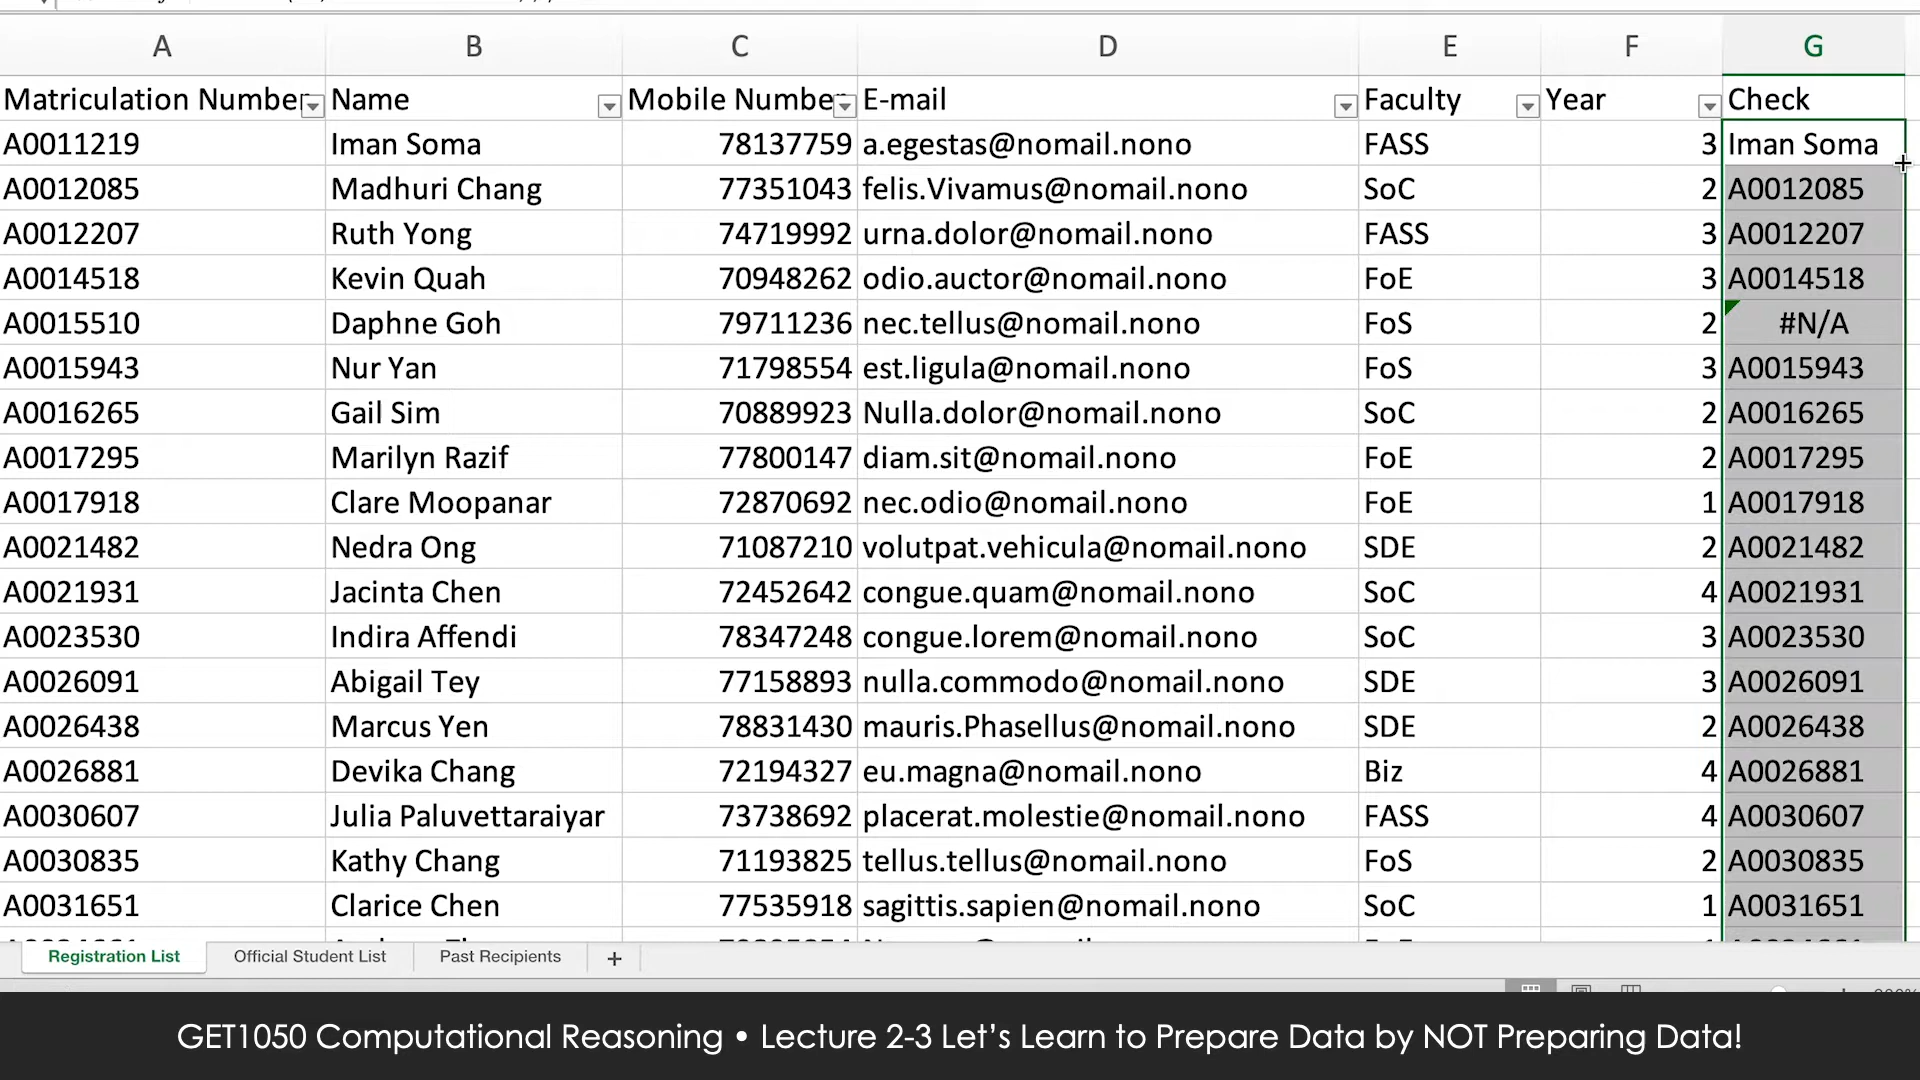 A B C D E F G
Matriculation Number Name Mobile Number E-mail Faculty Year Check
A0011219 Iman Soma 78137759 a.egestas@nomail.nono FASS 3 Iman Soma
A0012085 Madhuri Chang 77351043 felis.Vivamus@nomail.nono SoC 2 A0012085
A0012207 Ruth Yong 74719992 urna.dolor@nomail.nono FASS 3 A0012207
A0014518 Kevin Quah 70948262 odio.auctor@nomail.nono FoE 3 A0014518
A0015510 Daphne Goh 79711236 nec.tellus@nomail.nono FoS 2 #N/A
A0015943 Nur Yan 71798554 est.ligula@nomail.nono FoS 3 A0015943
A0016265 Gail Sim 70889923 Nulla.dolor@nomail.nono SoC 2 A0016265
A0017295 Marilyn Razif 77800147 diam.sit@nomail.nono FoE 2 A0017295
A0017918 Clare Moopanar 72870692 nec.odio@nomail.nono FoE 1 A0017918
A0021482 Nedra Ong 71087210 volutpat.vehicula@nomail.nono SDE 2 A0021482
A0021931 Jacinta Chen 72452642 congue.quam@nomail.nono SoC 4 A0021931
A0023530 Indira Affendi 78347248 congue.lorem@nomail.nono SoC 3 A0023530
A0026091 Abigail Tey 77158893 nulla.commodo@nomail.nono SDE 3 A0026091
A0026438 Marcus Yen 78831430 mauris.Phasellus@nomail.nono SDE 2 A0026438
A0026881 Devika Chang 72194327 eu.magna@nomail.nono Biz 4 A0026881
A0030607 Julia Paluvettaraiyar 73738692 placerat.molestie@nomail.nono FASS 4 A0030607
A0030835 Kathy Chang 71193825 tellus.tellus@nomail.nono FoS 2 A0030835
A0031651 Clarice Chen 77535918 sagittis.sapien@nomail.nono SoC 1 A0031651
Registration List Official Student List Past Recipients +
GET1050 Computational Reasoning • Lecture 2-3 Let’s Learn to Prepare Data by NOT Preparing Data!